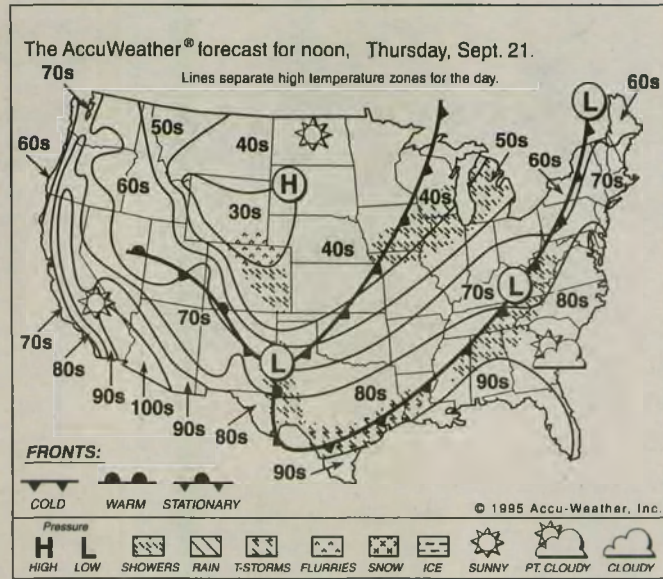 The AccuWeather® forecast for noon, Thursday, Sept. 21.
Lines separate high temperature zones for the day.
70s
60s
50s
40s
L
60s
50s
60s
60s
H
40s
70s
30s
40s
70s
L
70s
80s
70s
80s
90s
100s
90s
L
80s
80s
90s
90s
FRONTS:
COLD WARM STATIONARY
© 1995 Accu-Weather, Inc.
Pressure
H L
HIGH LOW SHOWERS RAIN T-STORMS FLURRIES SNOW ICE SUNNY PT. CLOUDY CLOUDY